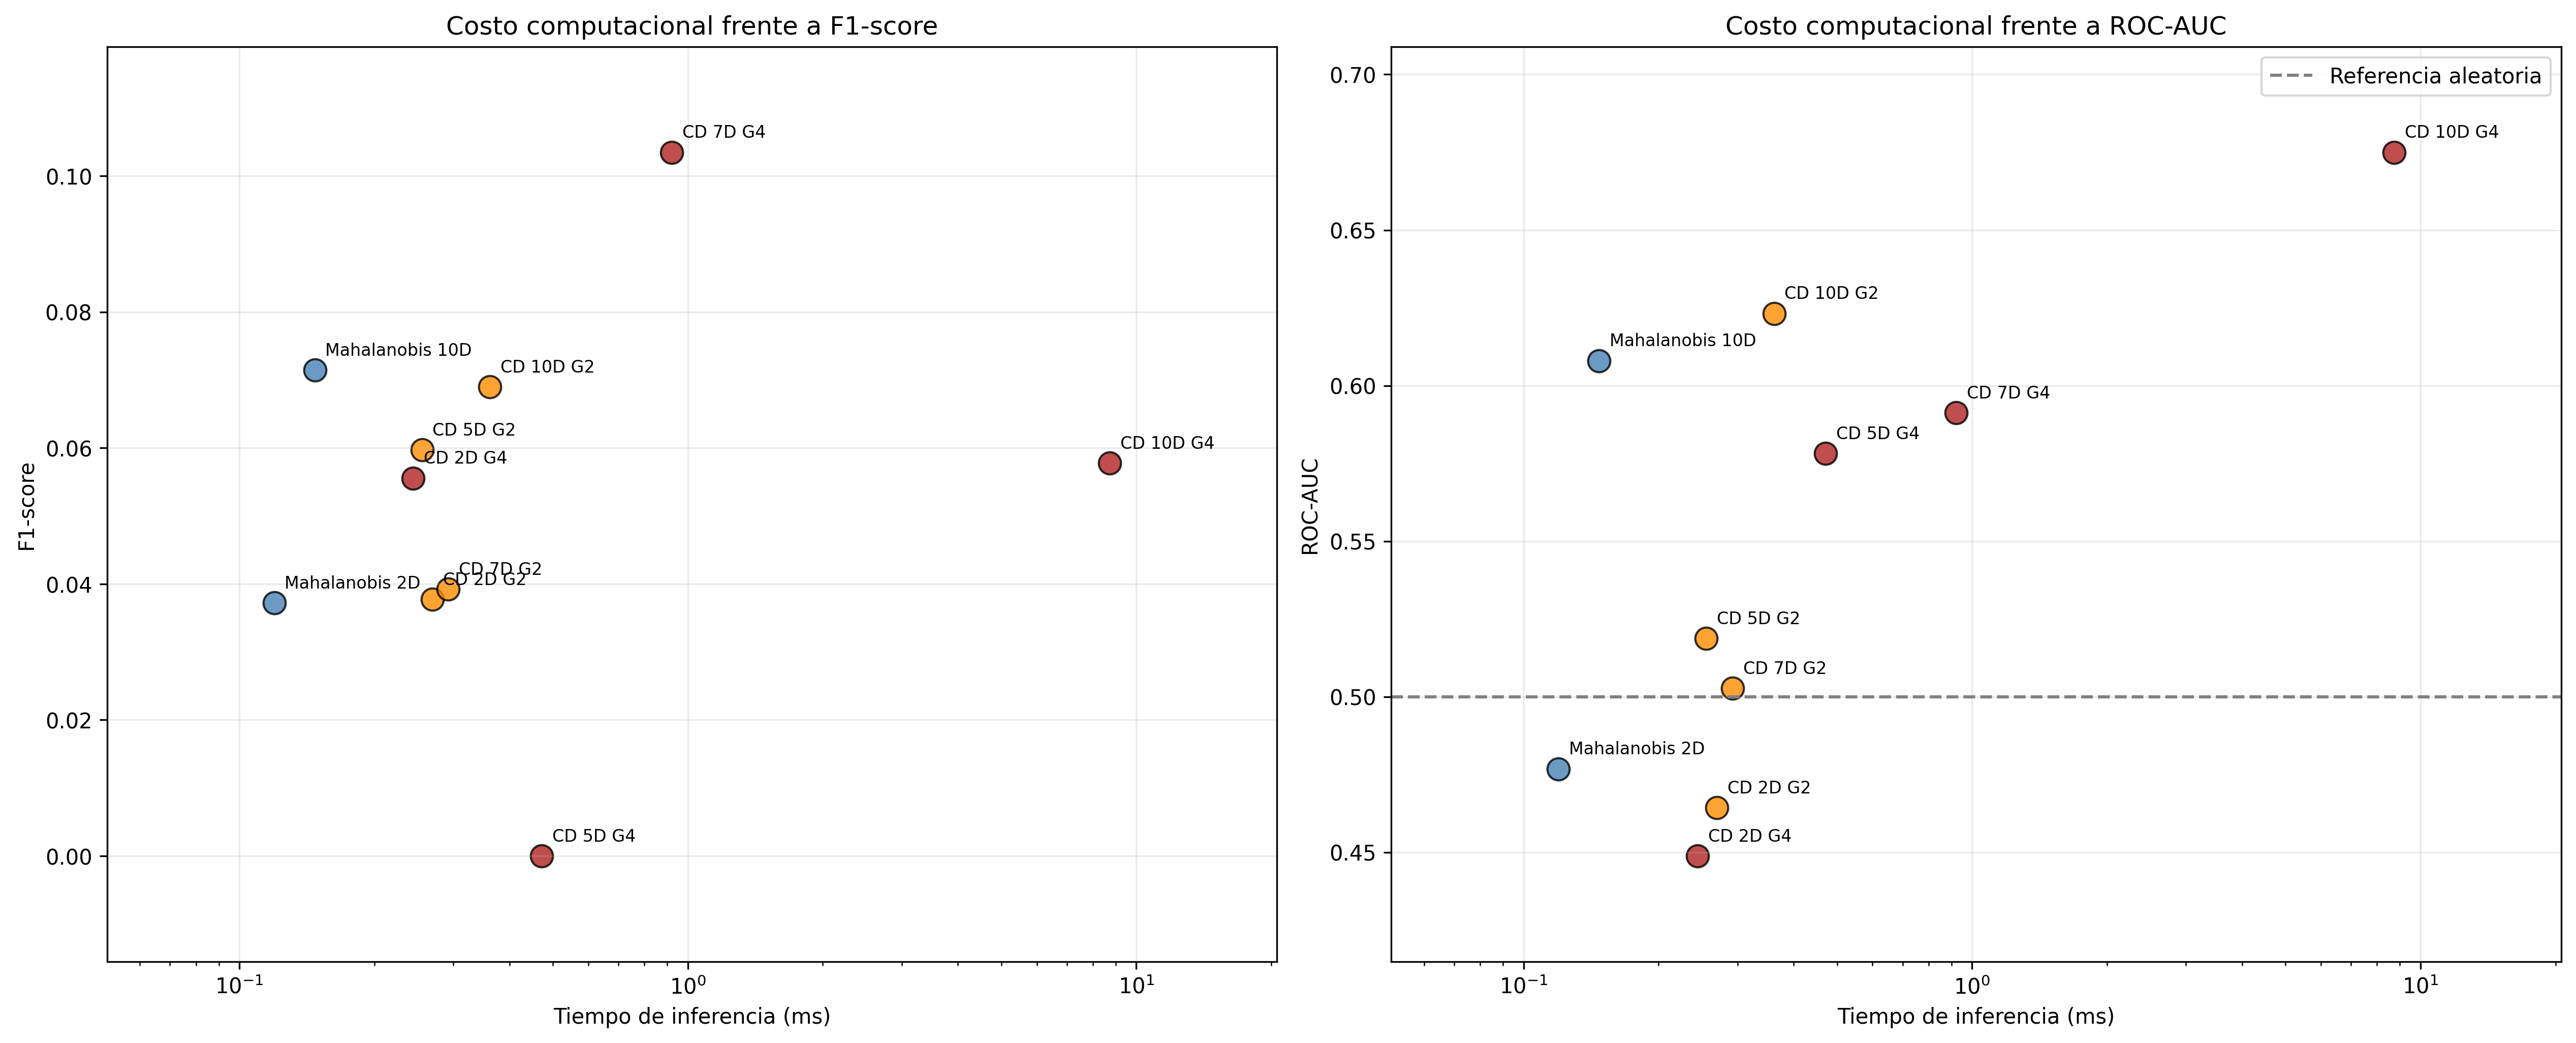 Costo computacional frente a F1-score
F1-score
0.10
0.08
0.06
0.04
0.02
0.00
CD 7D G4
Mahalanobis 10D
CD 10D G2
CD 5D G2
CD 2D G4
CD 10D G4
CD 7D G2
CD 2D G2
Mahalanobis 2D
CD 5D G4
10⁻¹
10⁰
10¹
Tiempo de inferencia (ms)
Costo computacional frente a ROC-AUC
Referencia aleatoria
ROC-AUC
0.70
0.65
0.60
0.55
0.50
0.45
CD 10D G4
CD 10D G2
Mahalanobis 10D
CD 7D G4
CD 5D G4
CD 5D G2
CD 7D G2
Mahalanobis 2D
CD 2D G2
CD 2D G4
10⁻¹
10⁰
10¹
Tiempo de inferencia (ms)